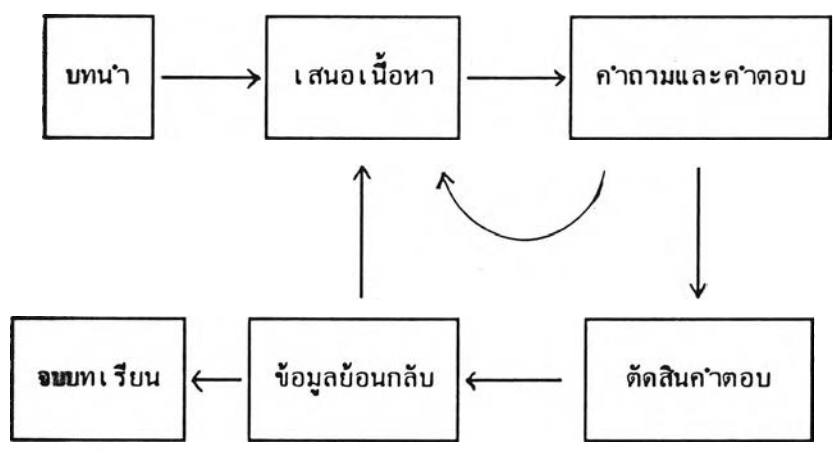 บทนำ
เสนอเนื้อหา
คำถามและคำตอบ
จบบทเรียน
ข้อมูลย้อนกลับ
ตัดสินคำตอบ